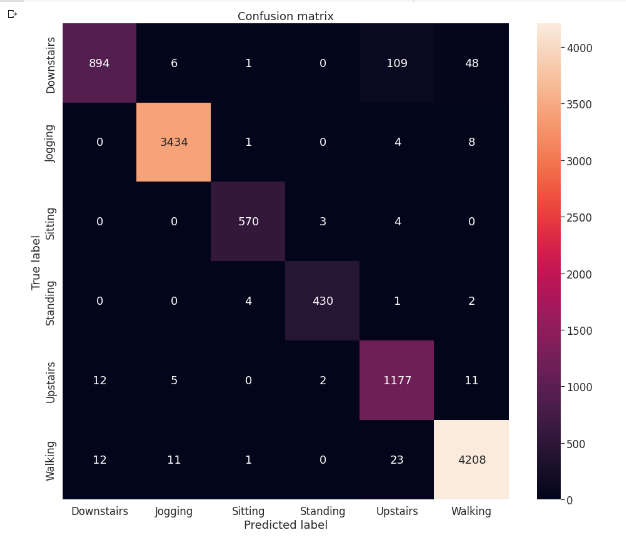 Confusion matrix
True label
Downstairs 894 6 1 0 109 48
Jogging 0 3434 1 0 4 8
Sitting 0 0 570 3 4 0
Standing 0 0 4 430 1 2
Upstairs 12 5 0 2 1177 11
Walking 12 11 1 0 23 4208
Downstairs Jogging Sitting Standing Upstairs Walking
Predicted label
4000
3500
3000
2500
2000
1500
1000
500
0